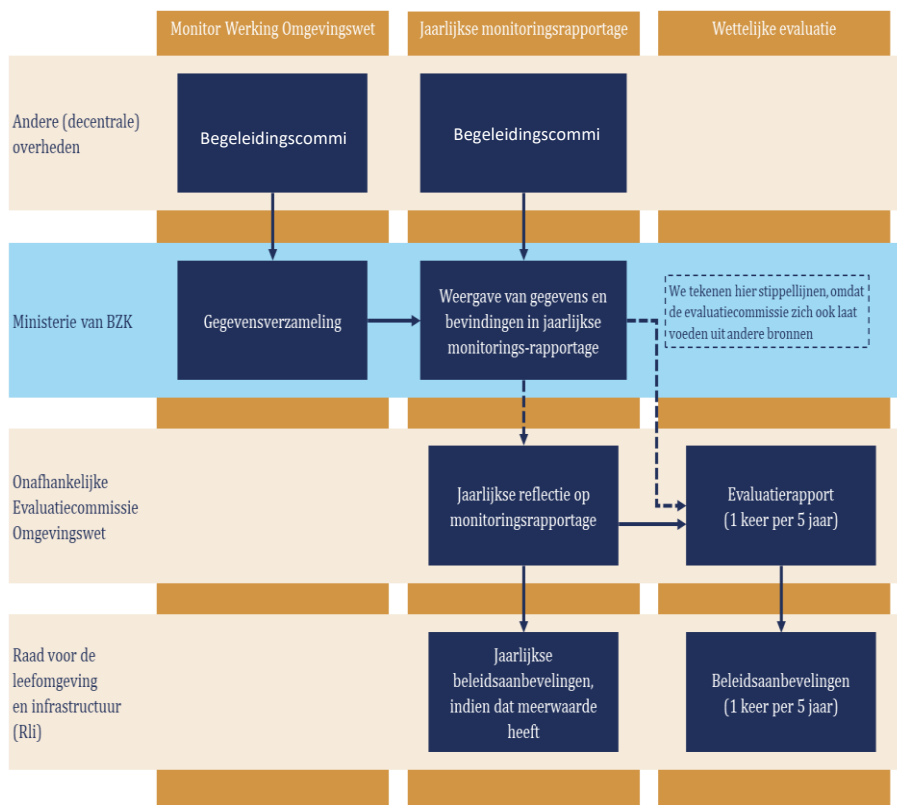 Monitor Werking Omgevingswet
Jaarlijkse monitoringsrapportage
Wettelijke evaluatie
Andere (decentrale)
overheden
Begeleidingscommi
Begeleidingscommi
Ministerie van BZK
Gegevensverzameling
Weergave van gegevens en
bevindingen in jaarlijkse
monitorings-rapportage
We tekenen hier stippellijnen, omdat
de evaluatiecommissie zich ook laat
voeden uit andere bronnen
Onafhankelijke
Evaluatiecommissie
Omgevingswet
Jaarlijkse reflectie op
monitoringsrapportage
Evaluatierapport
(1 keer per 5 jaar)
Raad voor de
leefomgeving
en infrastructuur
(Rli)
Jaarlijkse
beleidsaanbevelingen,
indien dat meerwaarde
heeft
Beleidsaanbevelingen
(1 keer per 5 jaar)